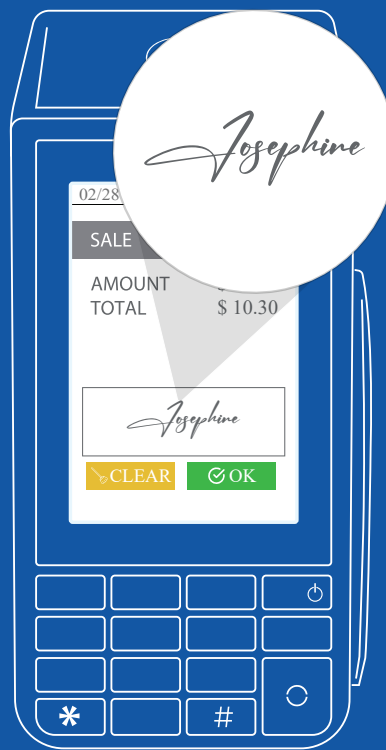 Josephine
02/28
SALE
AMOUNT $
TOTAL $ 10.30
Josephine
CLEAR OK
* #